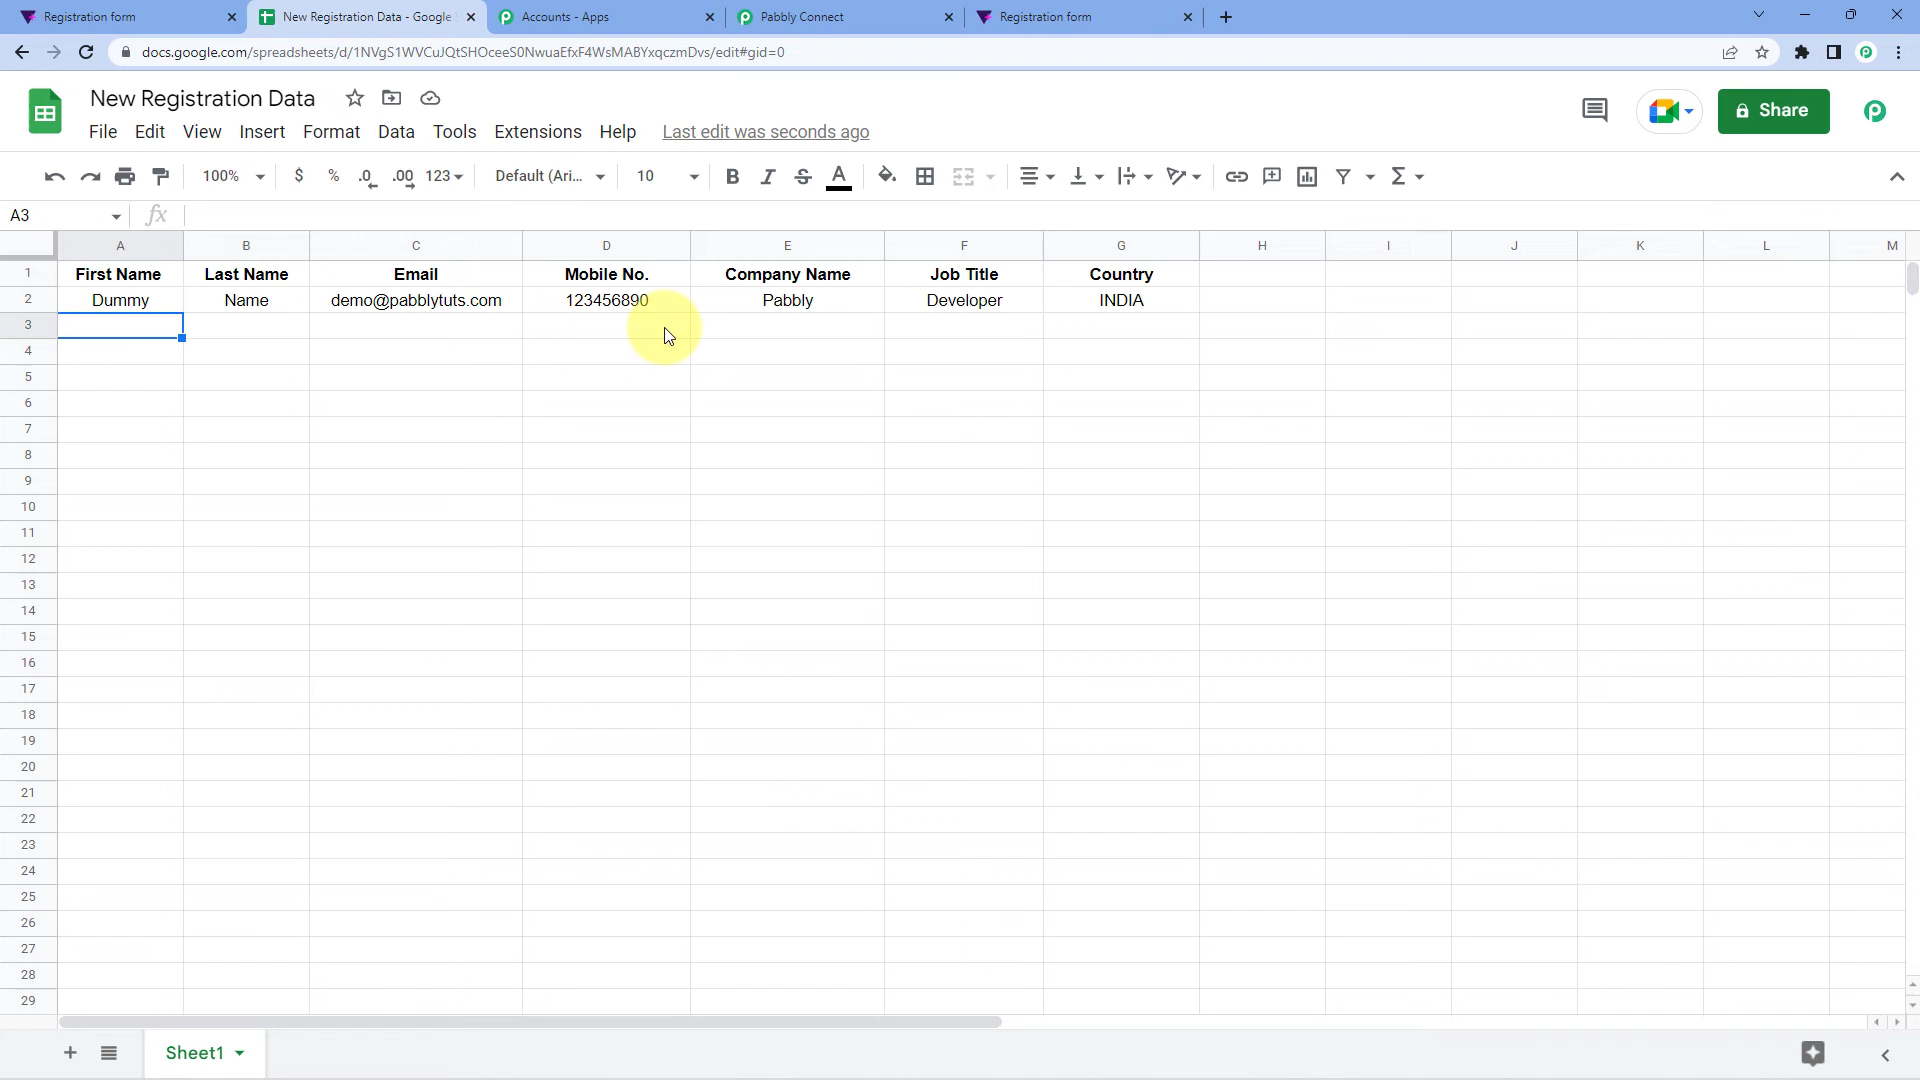 Registration form
New Registration Data - Google
Accounts - Apps
Pabbly Connect
Registration form
docs.google.com/spreadsheets/d/1NVgS1WVCuJQtSHOceeS0NwuaEfxF4WsMABYxqczmDvs/edit#gid=0
New Registration Data
File Edit View Insert Format Data Tools Extensions Help Last edit was seconds ago
Share
100% $ % .0 .00 123 Default (Ari... 10 B I S A Σ
A3 fx
A B C D E F G H I J K L M
1 First Name Last Name Email Mobile No. Company Name Job Title Country
2 Dummy Name demo@pabblytuts.com 123456890 Pabbly Developer INDIA
3
4
5
6
7
8
9
10
11
12
13
14
15
16
17
18
19
20
21
22
23
24
25
26
27
28
29
Sheet1